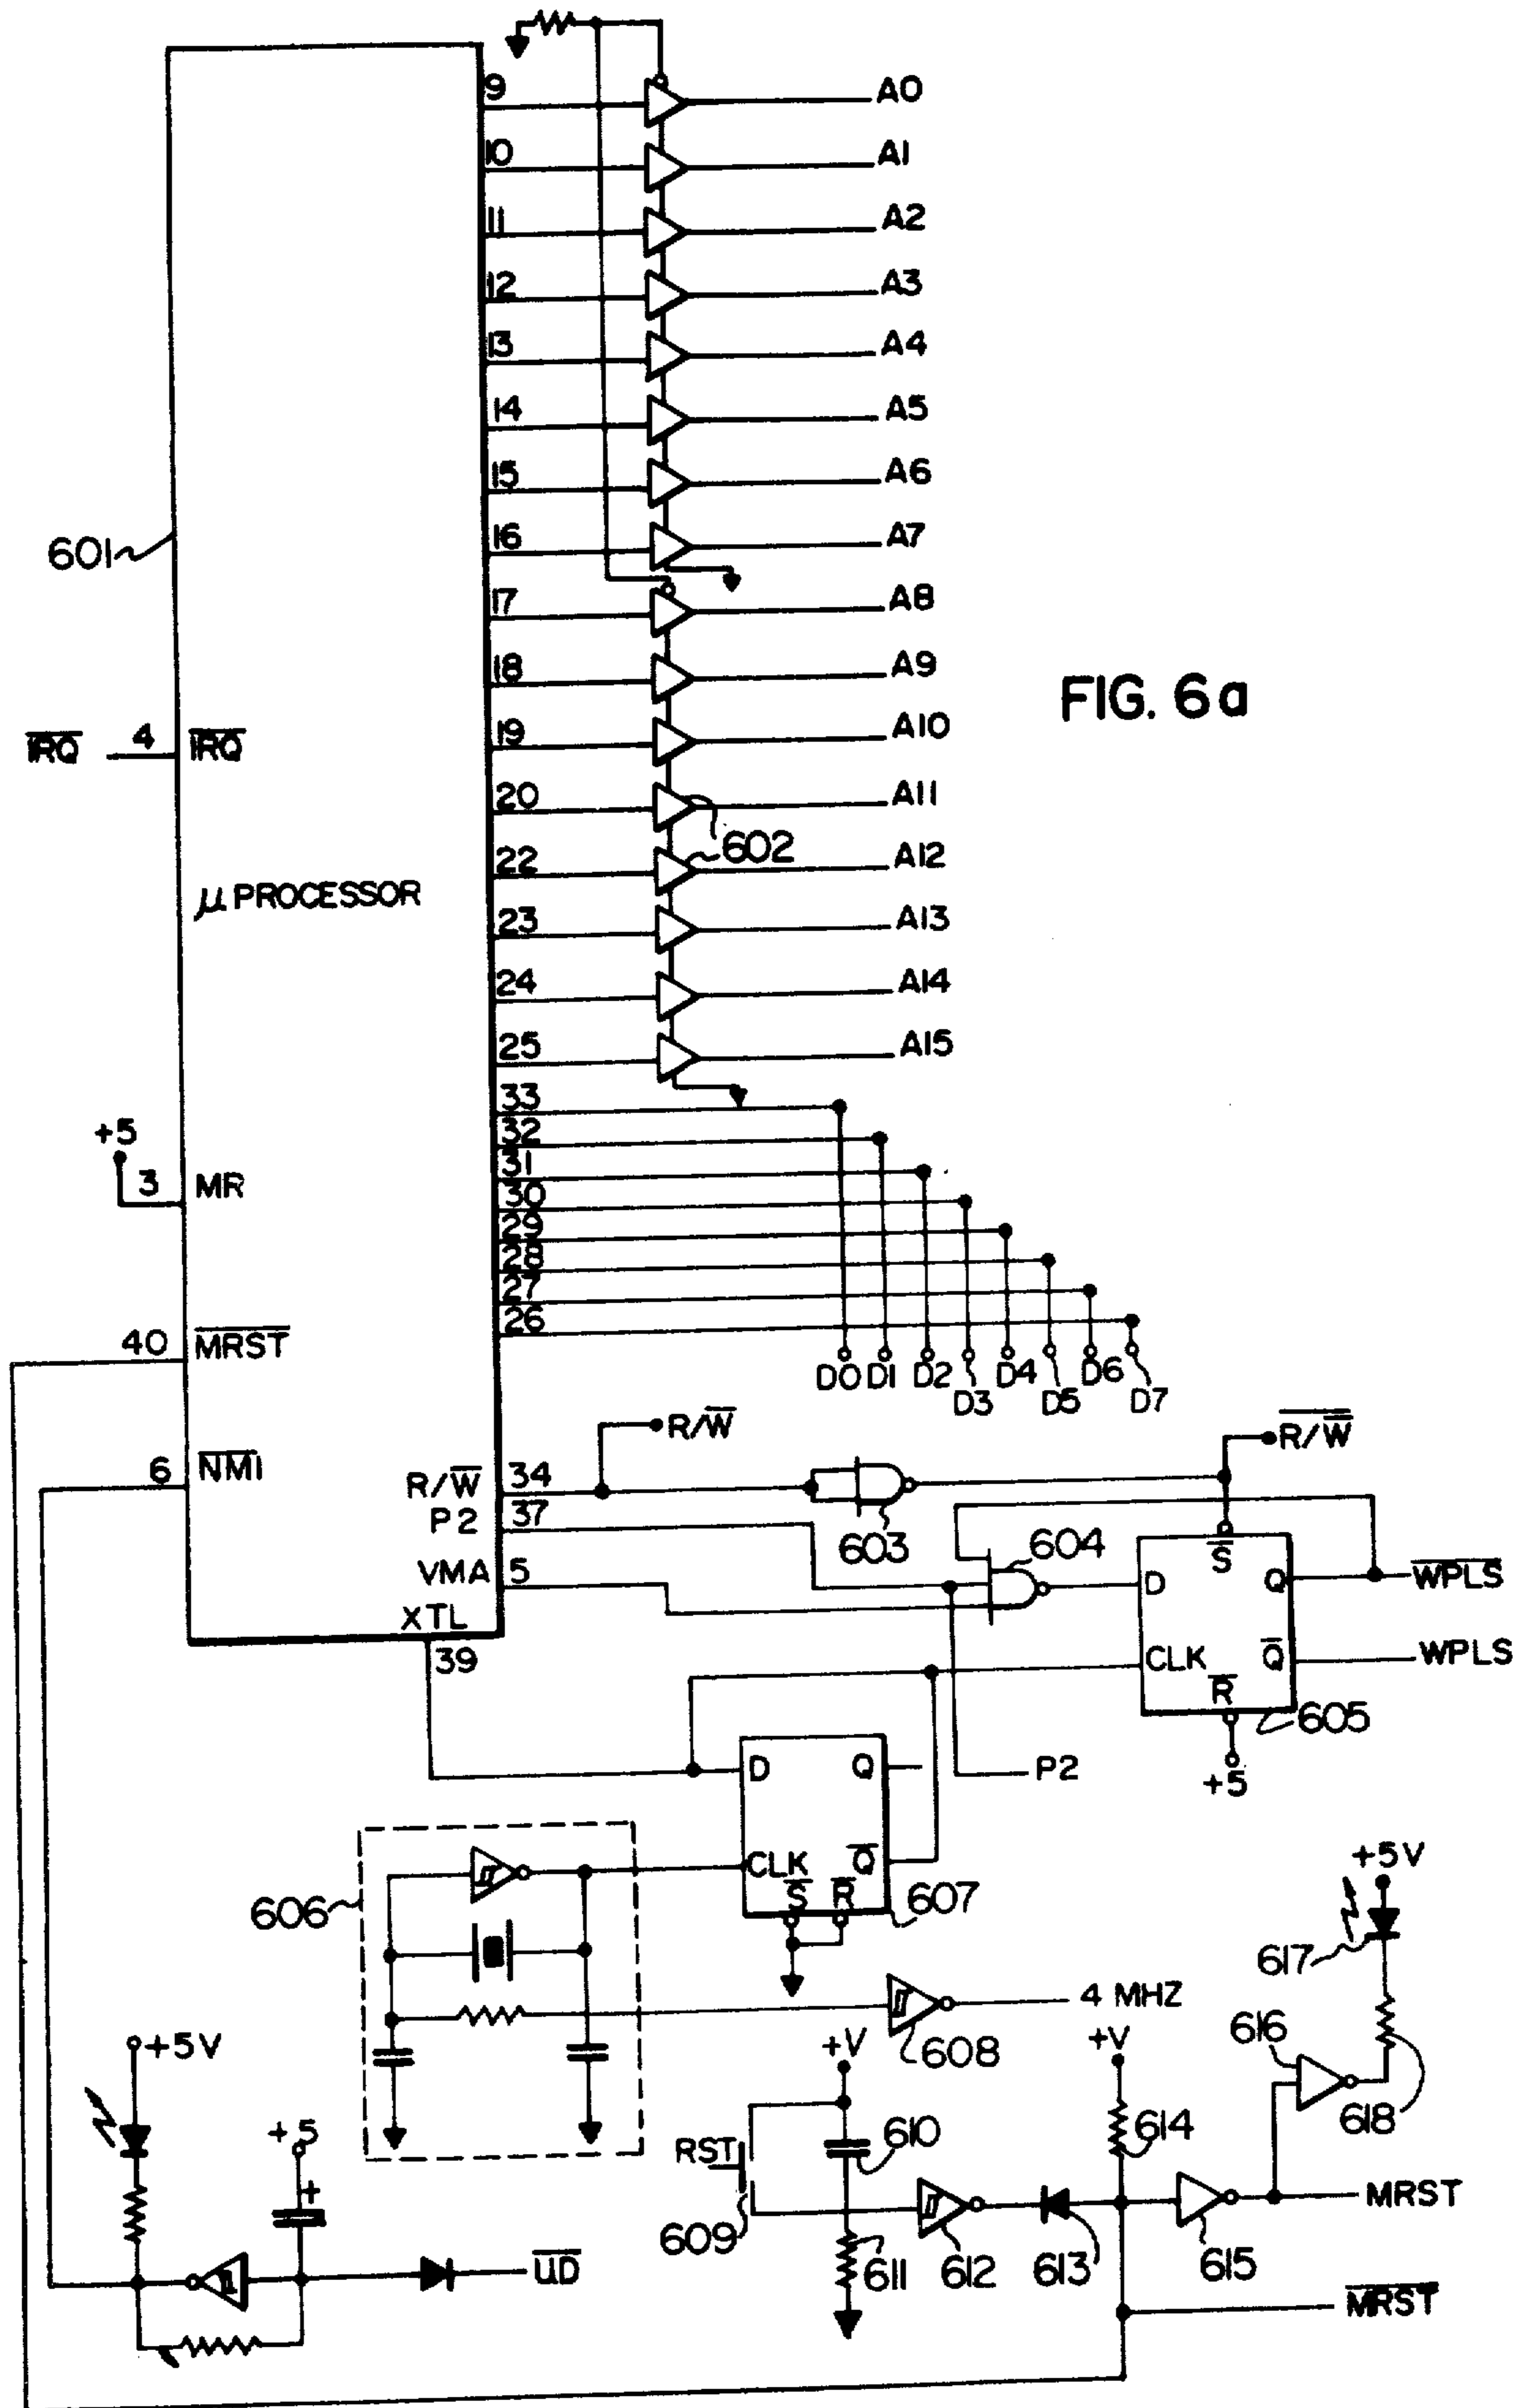 9 A0
10 A1
11 A2
12 A3
13 A4
14 A5
15 A6
16 A7
601
17 A8
18 A9
FIG. 6a
IRQ 4 IRQ
19 A10
20 A11
602
22 A12
μ PROCESSOR
23 A13
24 A14
25 A15
33
+5
32
3 MR
31
30
29
28
27
26
40 MRST
D0 D1 D2 D3 D4 D5 D6 D7
R/W R/W
6 NMI
R/W 34
P2 37
603
604
VMA 5
S
D Q WPLS
XTL
39
CLK Q WPLS
R
605
+5
D Q P2
606
CLK Q
S R
607
+5V
617
4 MHZ
608
616
618
+5V
+5
+V +V
RST
610
614
609
611
612
613
615
MRST
1
UD
MRST